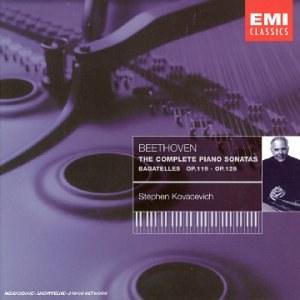 EMI
CLASSICS
BEETHOVEN
THE COMPLETE PIANO SONATAS
BAGATELLES OP.119 - OP.126
Stephen Kovacevich